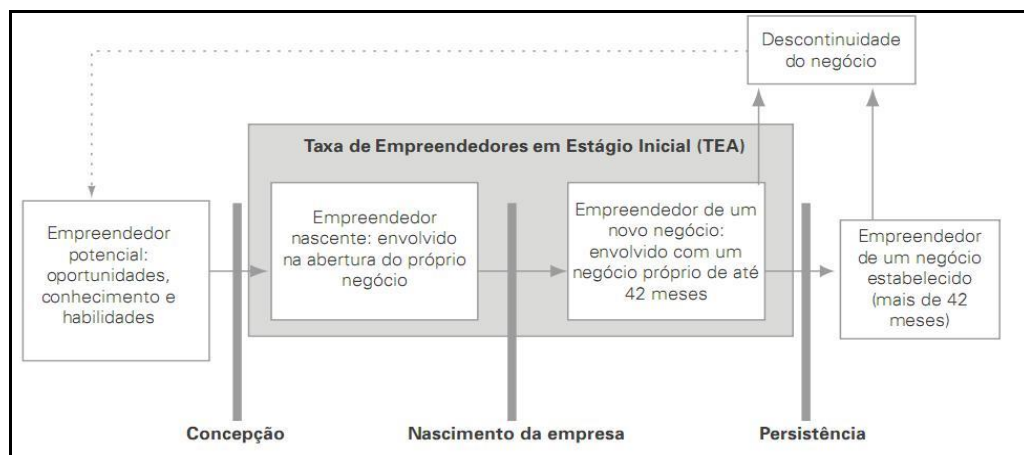 Descontinuidade
do negócio
Taxa de Empreendedores em Estágio Inicial (TEA)
Empreendedor
potencial:
oportunidades,
conhecimento e
habilidades
Empreendedor
nascente: envolvido
na abertura do próprio
negócio
Empreendedor de um
novo negócio:
envolvido com um
negócio próprio de até
42 meses
Empreendedor
de um negócio
estabelecido
(mais de 42
meses)
Concepção
Nascimento da empresa
Persistência